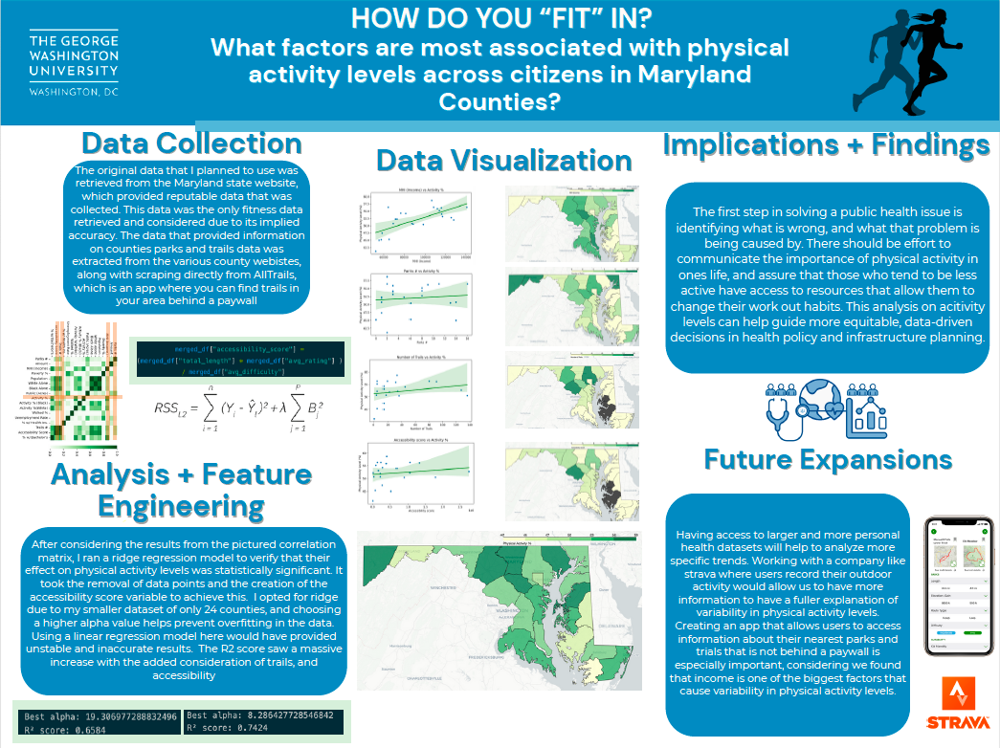 HOW DO YOU “FIT” IN?
What factors are most associated with physical
activity levels across citizens in Maryland
Counties?
THE GEORGE
WASHINGTON
UNIVERSITY
WASHINGTON, DC
Data Collection
The original data that I planned to use was
retrieved from the Maryland state website,
which provided reputable data that was
collected. This data was the only fitness data
retrieved and considered due to its implied
accuracy. The data that provided information
on counties parks and trails data was
extracted from the various county webistes,
along with scraping directly from AllTrails,
which is an app where you can find trails in
your area behind a paywall
merged_df["accessibility_score"] =
(merged_df["total_length"] * merged_df["avg_rating"] )
/ merged_df["avg_difficulty"]
RSS_L2 = n ∑ i = 1 (Y_i - Ŷ_i)² + λ P ∑ j = 1 B_j²
Analysis + Feature
Engineering
After considering the results from the pictured correlation
matrix, I ran a ridge regression model to verify that their
effect on physical activity levels was statistically significant. It
took the removal of data points and the creation of the
accessibility score variable to achieve this. I opted for ridge
due to my smaller dataset of only 24 counties, and choosing
a higher alpha value helps prevent overfitting in the data.
Using a linear regression model here would have provided
unstable and inaccurate results. The R2 score saw a massive
increase with the added consideration of trails, and
accessibility
Best alpha: 19.306977288832496
R² score: 0.6584
Best alpha: 8.286427728546842
R² score: 0.7424
Data Visualization
Parks # vs Activity %
Number of Trails vs Activity %
Accessibility score vs Activity %
Physical Activity %
Implications + Findings
The first step in solving a public health issue is
identifying what is wrong, and what that problem is
being caused by. There should be effort to
communicate the importance of physical activity in
ones life, and assure that those who tend to be less
active have access to resources that allow them to
change their work out habits. This analysis on acitivity
levels can help guide more equitable, data-driven
decisions in health policy and infrastructure planning.
Future Expansions
Having access to larger and more personal
health datasets will help to analyze more
specific trends. Working with a company like
strava where users record their outdoor
activity would allow us to have more
information to have a fuller explanation of
variability in physical activity levels.
Creating an app that allows users to access
information about their nearest parks and
trials that is not behind a paywall is
especially important, considering we found
that income is one of the biggest factors that
cause variability in physical activity levels.
STRAVA